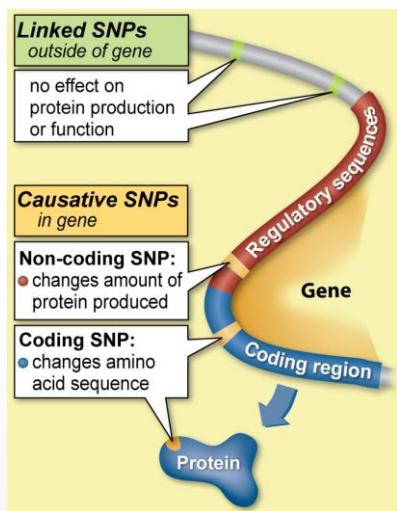 Linked SNPs
outside of gene
no effect on
protein production
or function
Regulatory sequences
Causative SNPs
in gene
Non-coding SNP:
changes amount of
protein produced
Gene
Coding SNP:
changes amino
acid sequence
Coding region
Protein